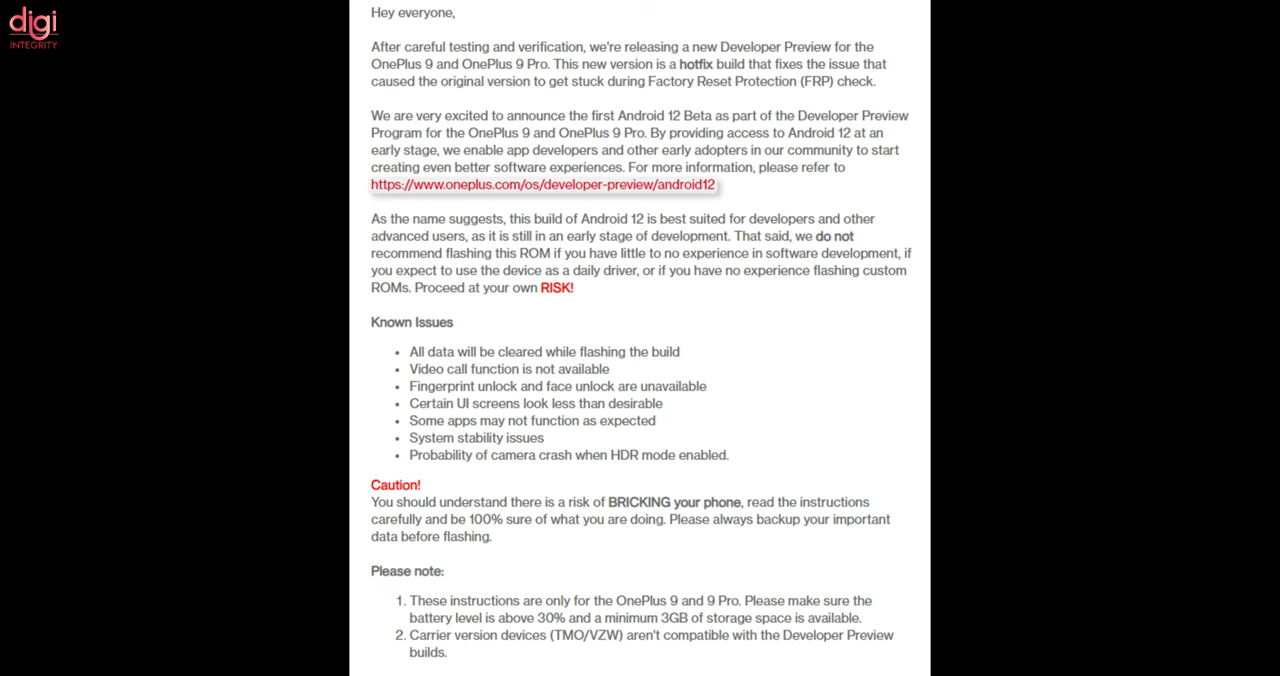 digi
INTEGRITY
Hey everyone,
After careful testing and verification, we're releasing a new Developer Preview for the
OnePlus 9 and OnePlus 9 Pro. This new version is a hotfix build that fixes the issue that
caused the original version to get stuck during Factory Reset Protection (FRP) check.
We are very excited to announce the first Android 12 Beta as part of the Developer Preview
Program for the OnePlus 9 and OnePlus 9 Pro. By providing access to Android 12 at an
early stage, we enable app developers and other early adopters in our community to start
creating even better software experiences. For more information, please refer to
https://www.oneplus.com/os/developer-preview/android12
As the name suggests, this build of Android 12 is best suited for developers and other
advanced users, as it is still in an early stage of development. That said, we do not
recommend flashing this ROM if you have little to no experience in software development, if
you expect to use the device as a daily driver, or if you have no experience flashing custom
ROMs. Proceed at your own RISK!
Known Issues
• All data will be cleared while flashing the build
• Video call function is not available
• Fingerprint unlock and face unlock are unavailable
• Certain UI screens look less than desirable
• Some apps may not function as expected
• System stability issues
• Probability of camera crash when HDR mode enabled.
Caution!
You should understand there is a risk of BRICKING your phone, read the instructions
carefully and be 100% sure of what you are doing. Please always backup your important
data before flashing.
Please note:
1. These instructions are only for the OnePlus 9 and 9 Pro. Please make sure the
battery level is above 30% and a minimum 3GB of storage space is available.
2. Carrier version devices (TMO/VZW) aren't compatible with the Developer Preview
builds.